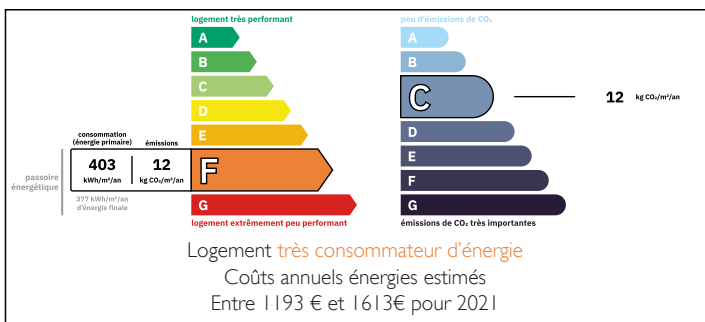 logement très performant
A
B
C
D
E
consommation
(énergie primaire)
émissions
403
12
kWh/m²/an
kg CO₂/m²/an
F
passoire
énergétique
377 kWh/m²/an
d'énergie finale
G
logement extrêmement peu performant
peu d'émissions de CO₂
A
B
C
12 kg CO₂/m²/an
D
E
F
G
émissions de CO₂ très importantes
Logement très consommateur d'énergie
Coûts annuels énergies estimés
Entre 1193 € et 1613€ pour 2021